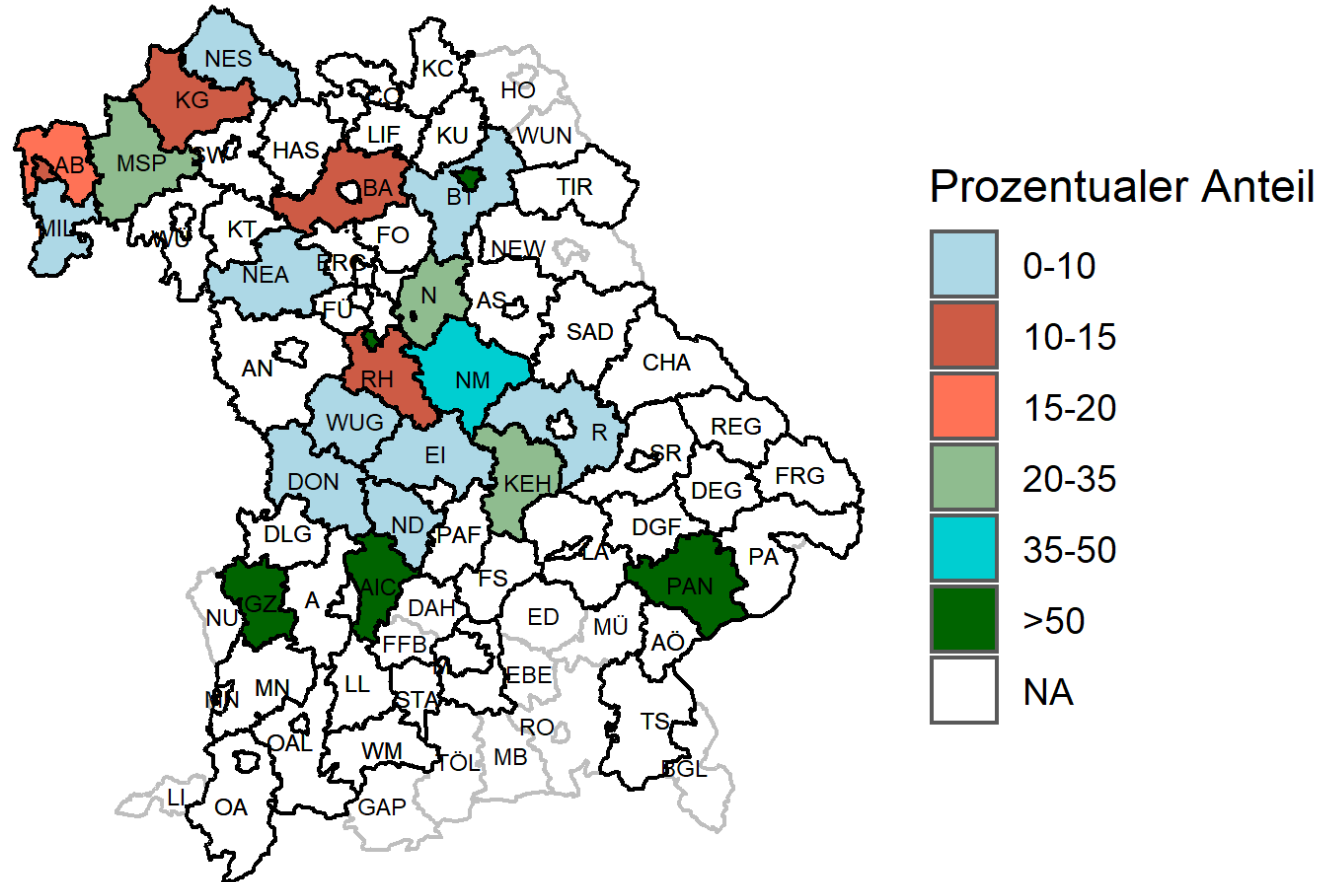 NES
KC
HO
KG
LIF
KU
WUN
HAS
SW
MSP
AB
BA
BT
TIR
MIL
WÜ
KT
FO
NEW
NEA
ERC
FÜ
N
AS
SAD
AN
RH
NM
CHA
WUG
R
REG
EI
SR
FRG
DON
KEH
DEG
ND
DLG
PAF
DGF
LA
PA
AIC
FS
PAN
GZ
A
DAH
ED
NU
MÜ
AÖ
FFB
MN
MN
LL
STA
EBE
OAL
WM
RO
TS
TÖL
MB
BGL
LI
OA
GAP
Prozentualer Anteil
0-10
10-15
15-20
20-35
35-50
>50
NA